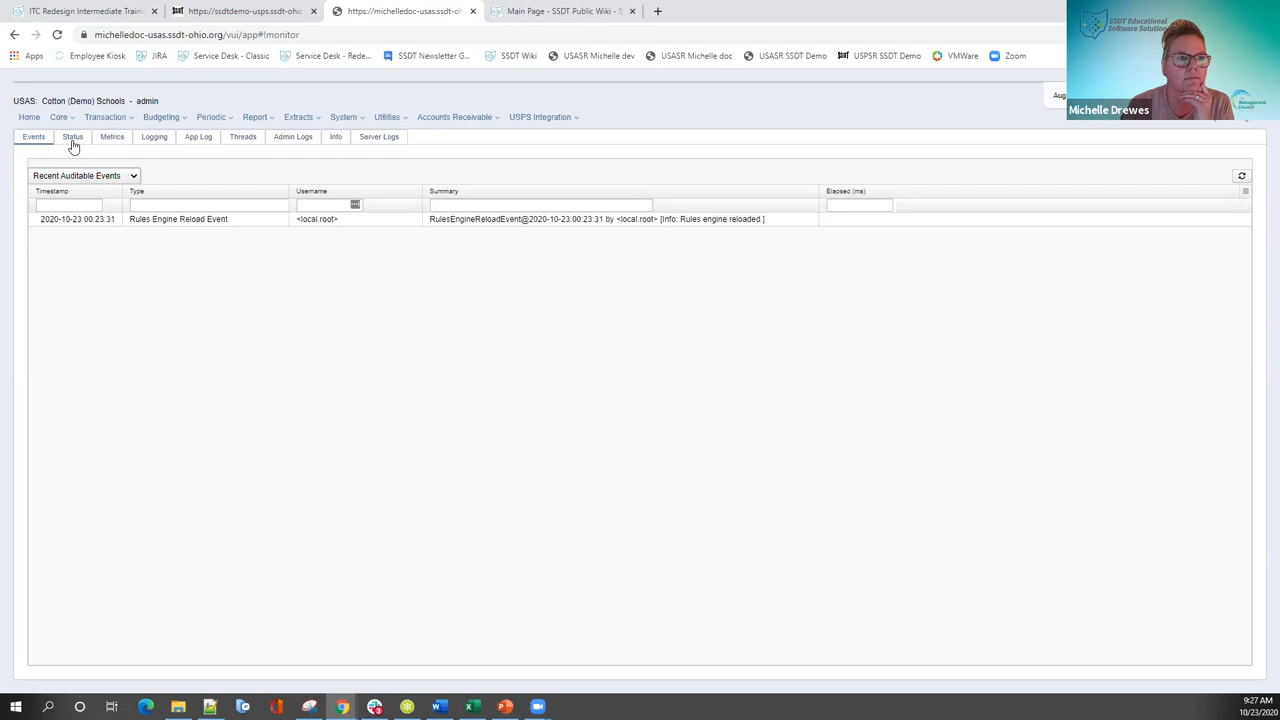 ITC Redesign Intermediate Traini
https://ssdtdemo-usps.ssdt-ohic
https://michelledoc-usas.ssdt-oh
Main Page - SSDT Public Wiki - S
michelledoc-usas.ssdt-ohio.org/vui/app#!monitor
Apps
Employee Kiosk
JIRA
Service Desk - Classic
Service Desk - Rede...
SSDT Newsletter G...
SSDT Wiki
USASR Michelle dev
USASR Michelle doc
USASR SSDT Demo
USPSR SSDT Demo
VMWare
Zoom
SSDT Educational
Software Solution
Management
Council
Michelle Drewes
USAS: Cotton (Demo) Schools - admin
Aug
Home Core Transaction Budgeting Periodic Report Extracts System Utilities Accounts Receivable USPS Integration
Events Status Metrics Logging App Log Threads Admin Logs Info Server Logs
Recent Auditable Events
Timestamp Type Username Summary Elapsed (ms)
2020-10-23 00:23:31 Rules Engine Reload Event <local.root> RulesEngineReloadEvent@2020-10-23:00:23:31 by <local.root> [Info: Rules engine reloaded.]
9:27 AM
10/23/2020